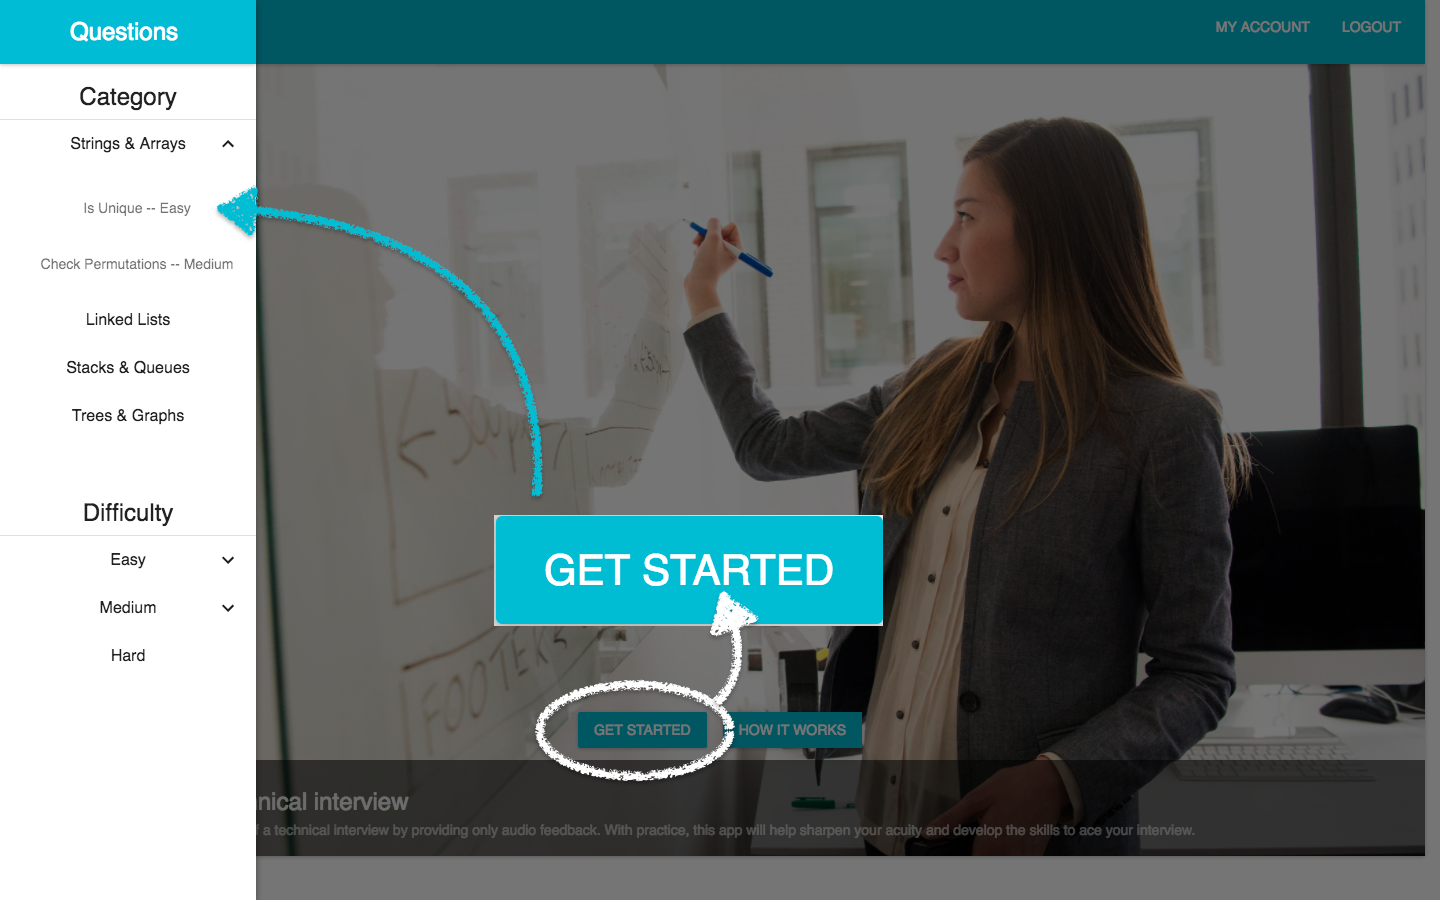 Questions
MY ACCOUNT
LOGOUT
Category
Strings & Arrays
Is Unique -- Easy
Check Permutations -- Medium
Linked Lists
Stacks & Queues
Trees & Graphs
Difficulty
Easy
Medium
Hard
GET STARTED
GET STARTED
HOW IT WORKS
nical interview
f a technical interview by providing only audio feedback. With practice, this app will help sharpen your acuity and develop the skills to ace your interview.